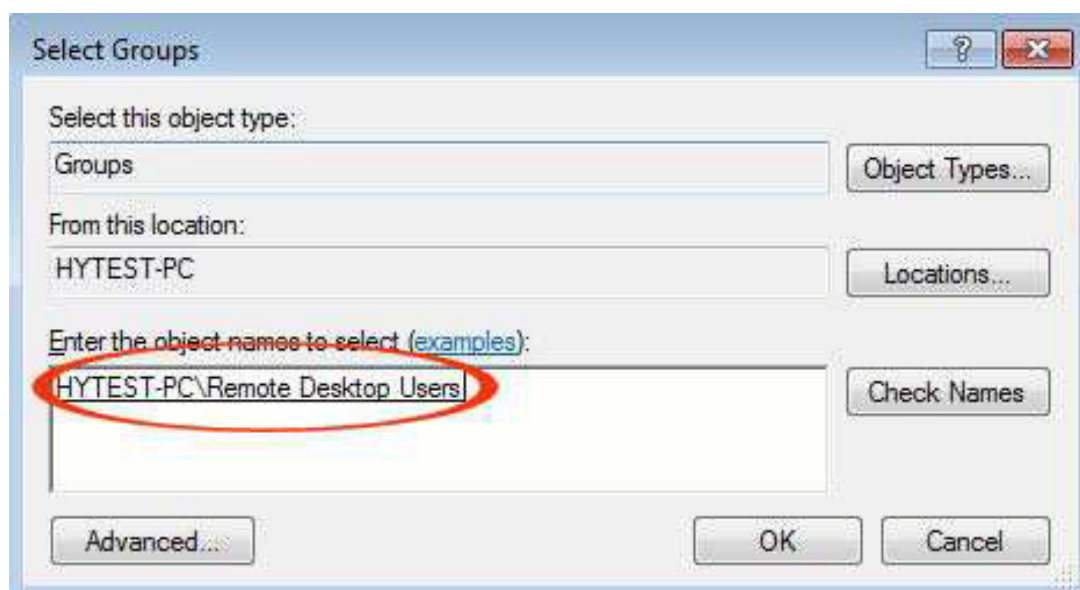 Select Groups
?
Select this object type:
Groups
Object Types...
From this location:
HYTEST-PC
Locations...
Enter the object names to select (examples):
HYTEST-PC\Remote Desktop Users
Check Names
Advanced...
OK
Cancel